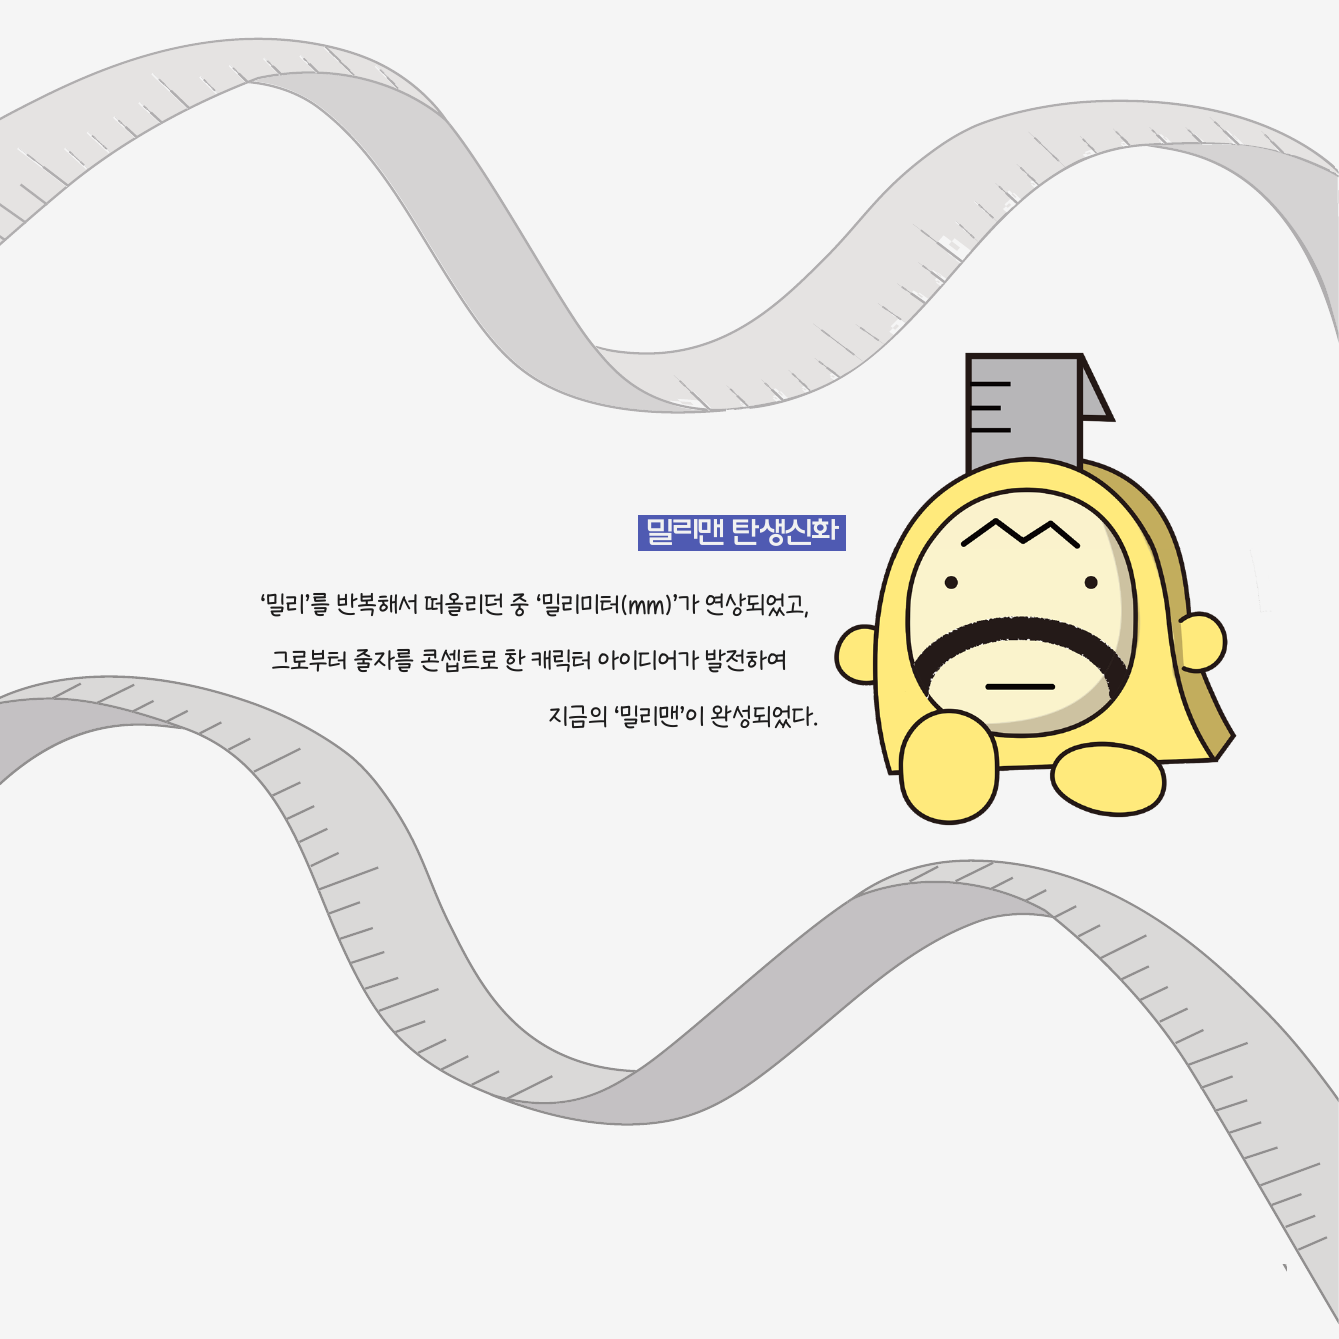 밀리맨 탄생신화
‘밀리’를 반복해서 떠올리던 중 ‘밀리미터(mm)’가 연상되었고,
그로부터 줄자를 콘셉트로 한 캐릭터 아이디어가 발전하여
지금의 ‘밀리맨’이 완성되었다.